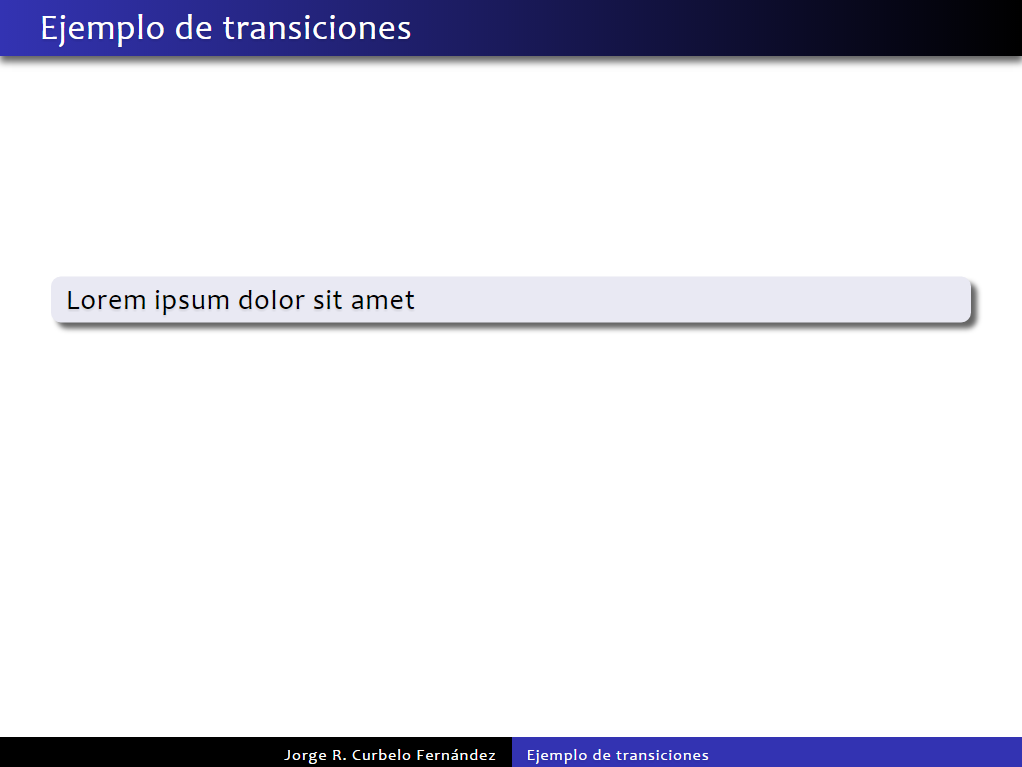 Ejemplo de transiciones
Lorem ipsum dolor sit amet
Jorge R. Curbelo Fernández
Ejemplo de transiciones